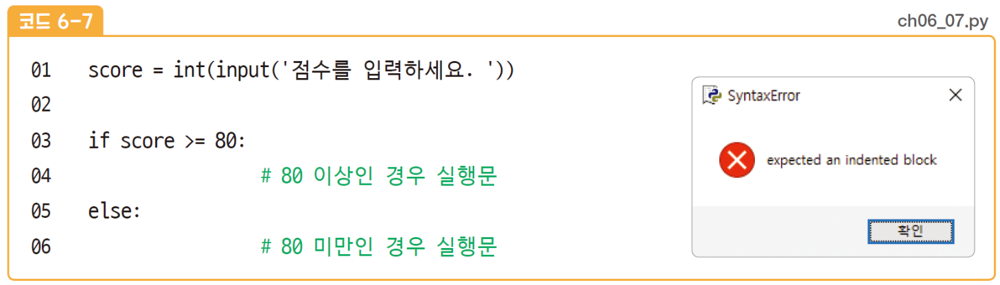 코드 6-7
ch06_07.py
01 score = int(input('점수를 입력하세요. '))
02
03 if score >= 80:
04 # 80 이상인 경우 실행문
05 else:
06 # 80 미만인 경우 실행문
SyntaxError
expected an indented block
확인